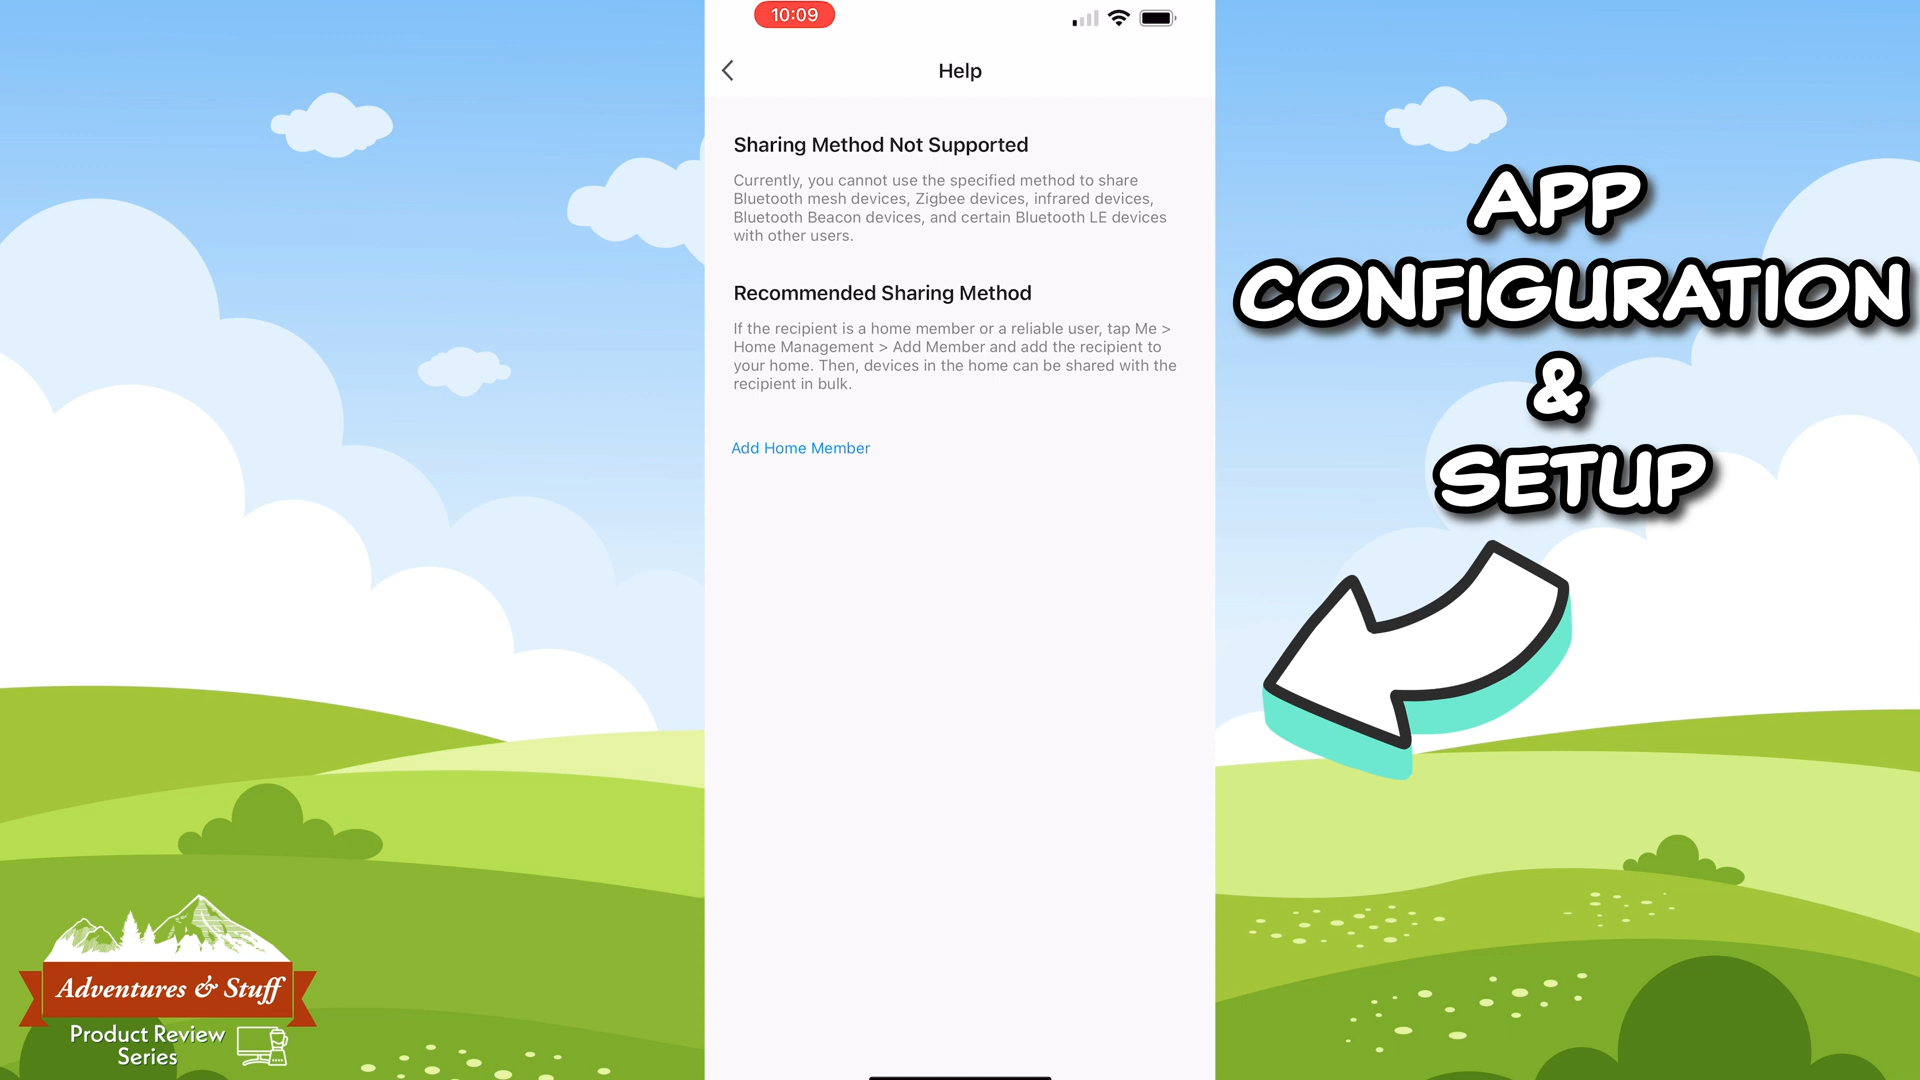 10:09
Help
Sharing Method Not Supported
Currently, you cannot use the specified method to share
Bluetooth mesh devices, Zigbee devices, infrared devices,
Bluetooth Beacon devices, and certain Bluetooth LE devices
with other users.
Recommended Sharing Method
If the recipient is a home member or a reliable user, tap Me >
Home Management > Add Member and add the recipient to
your home. Then, devices in the home can be shared with the
recipient in bulk.
Add Home Member
APP
CONFIGURATION
&
SETUP
Adventures & Stuff
Product Review
Series